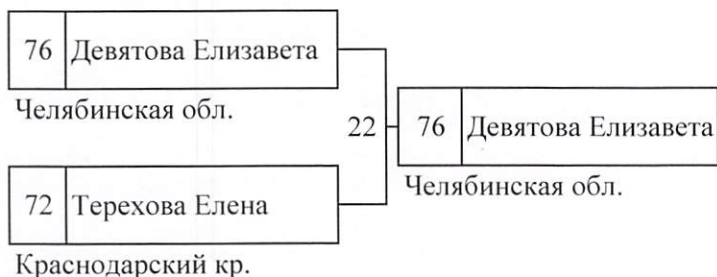 76 Девятова Елизавета
Челябинская обл.
22
76 Девятова Елизавета
Челябинская обл.
72 Терехова Елена
Краснодарский кр.